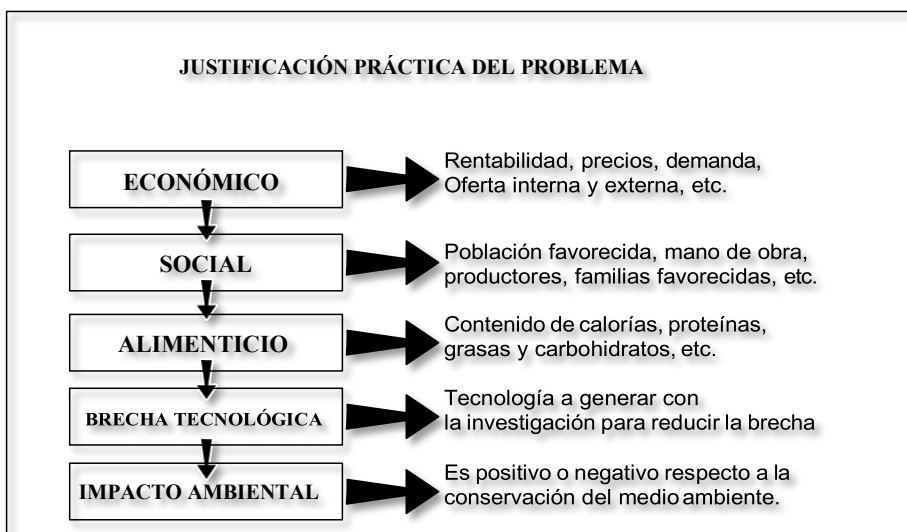 JUSTIFICACIÓN PRÁCTICA DEL PROBLEMA
ECONÓMICO
Rentabilidad, precios, demanda,
Oferta interna y externa, etc.
SOCIAL
Población favorecida, mano de obra,
productores, familias favorecidas, etc.
ALIMENTICIO
Contenido de calorías, proteínas,
grasas y carbohidratos, etc.
BRECHA TECNOLÓGICA
Tecnología a generar con
la investigación para reducir la brecha
IMPACTO AMBIENTAL
Es positivo o negativo respecto a la
conservación del medio ambiente.